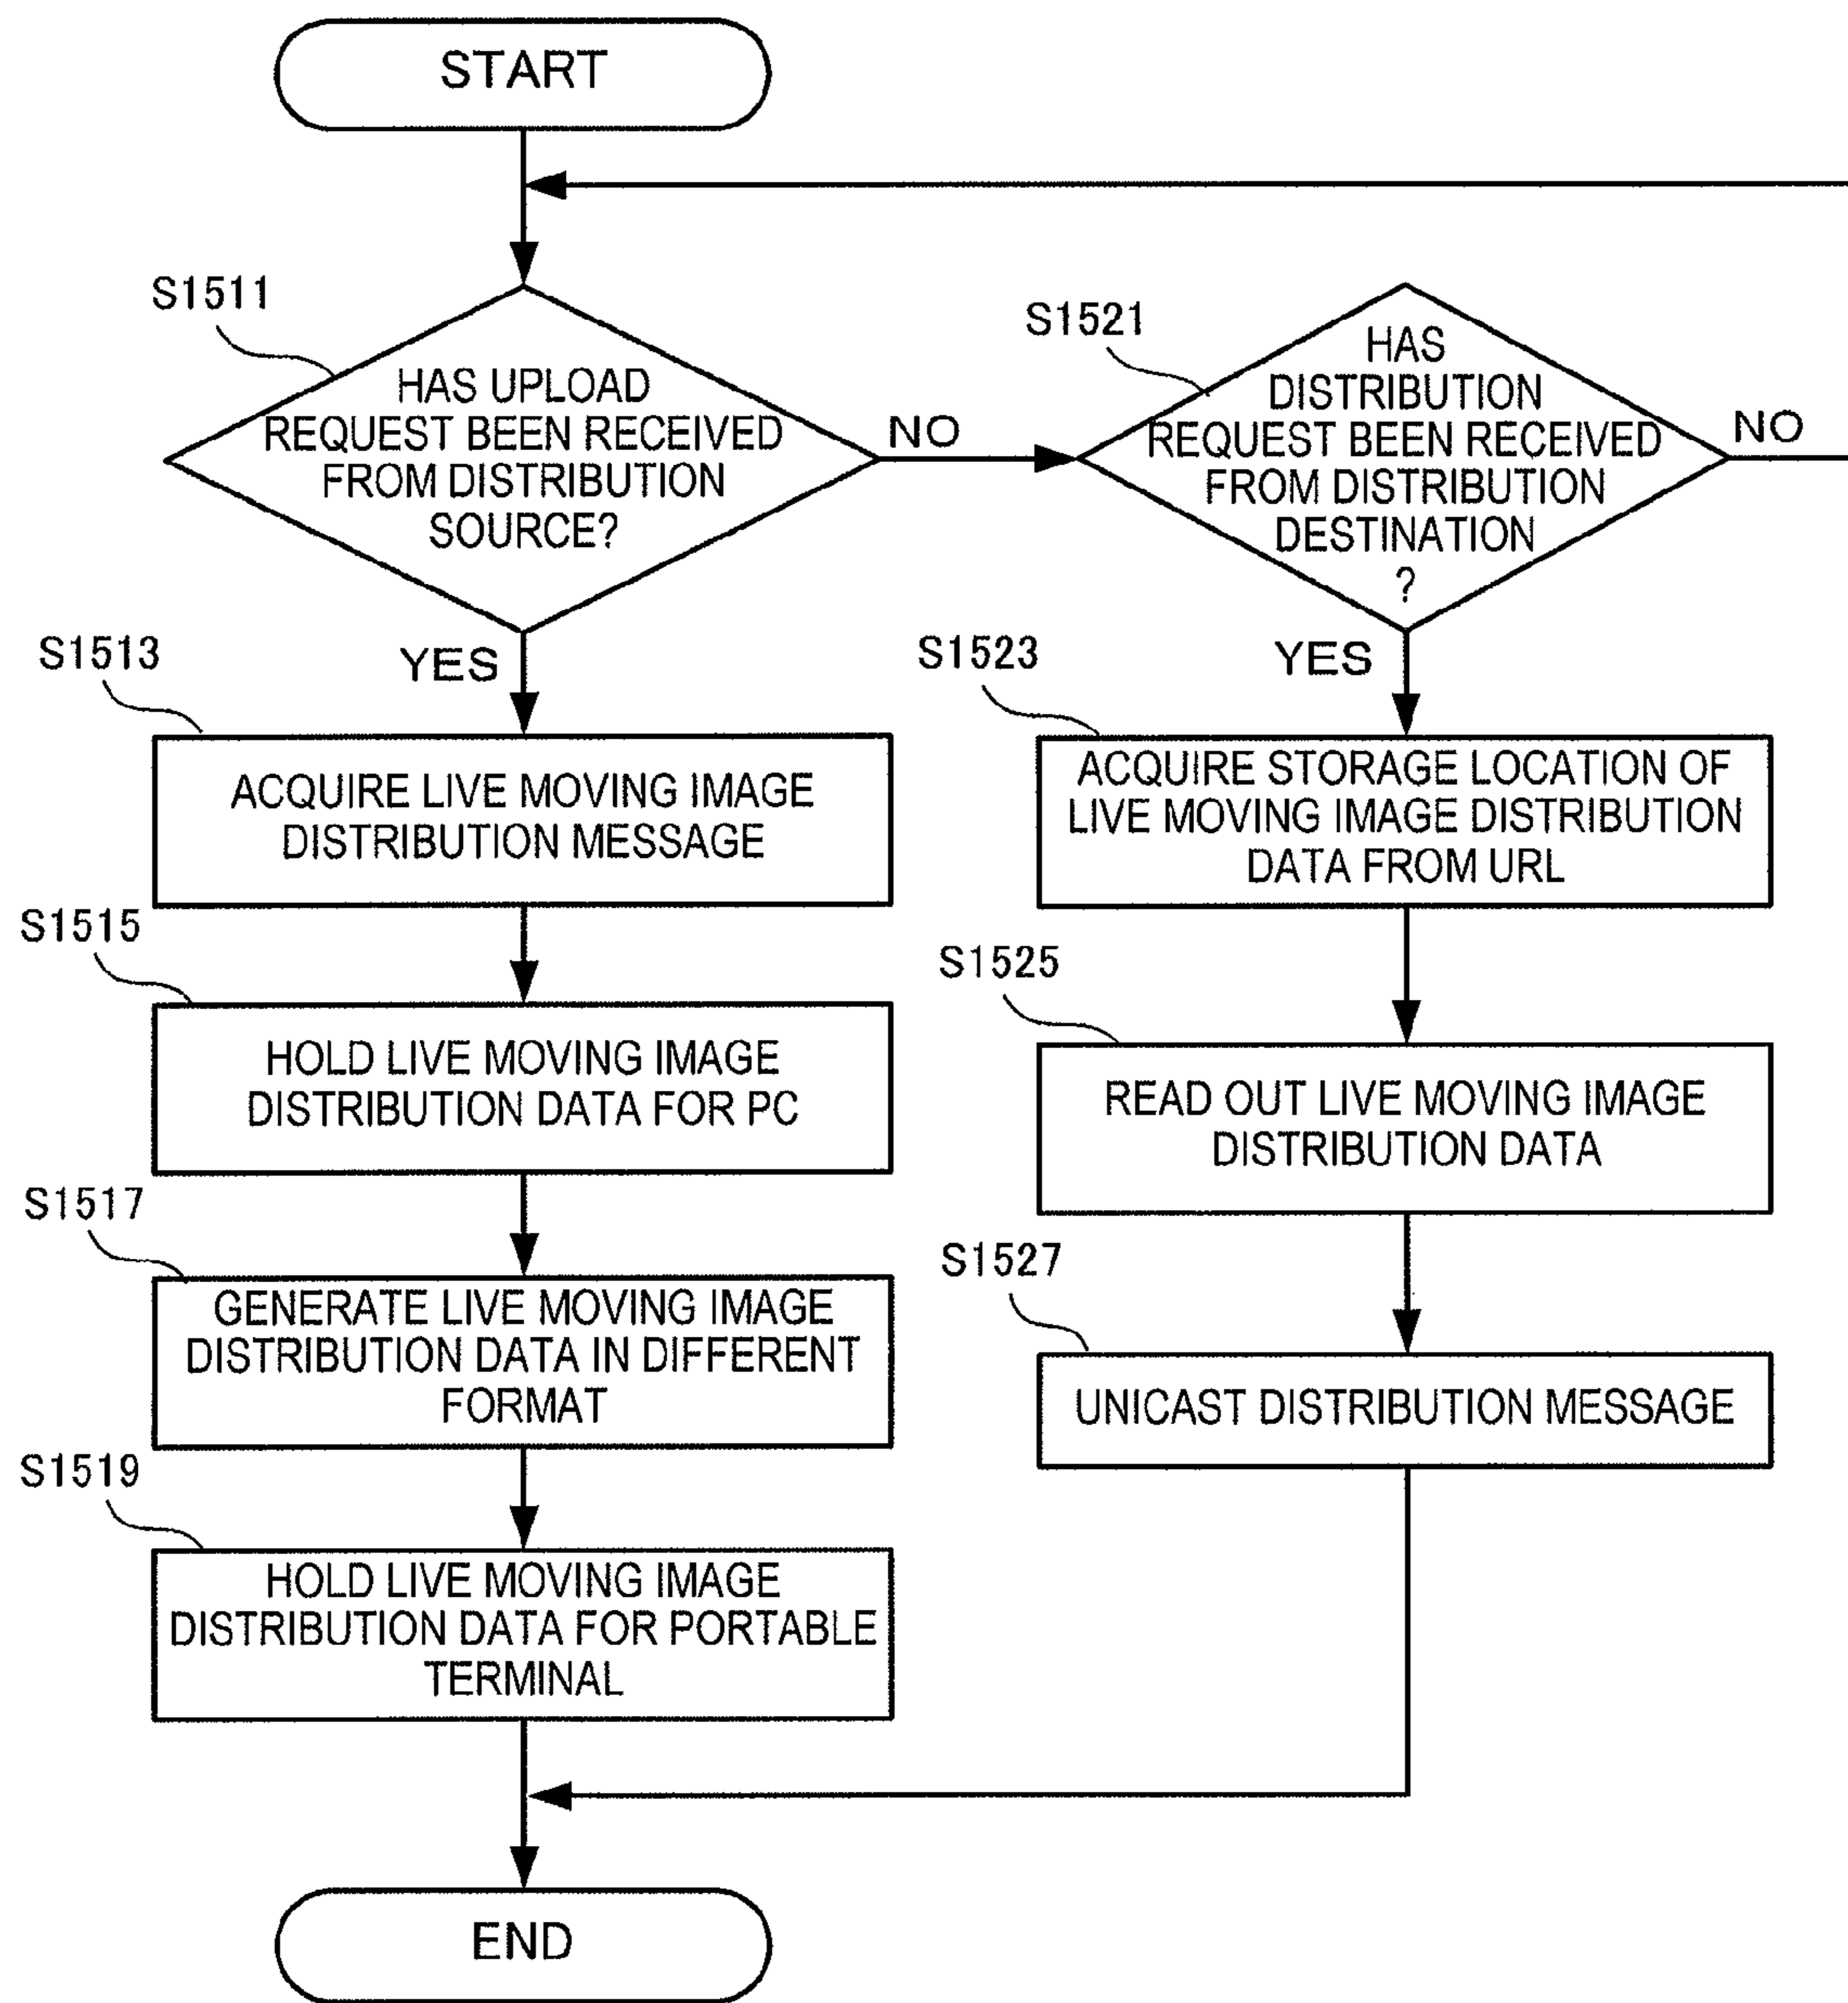 START
S1511
HAS UPLOAD
REQUEST BEEN RECEIVED
FROM DISTRIBUTION
SOURCE?
NO
YES
S1513
ACQUIRE LIVE MOVING IMAGE
DISTRIBUTION MESSAGE
S1515
HOLD LIVE MOVING IMAGE
DISTRIBUTION DATA FOR PC
S1517
GENERATE LIVE MOVING IMAGE
DISTRIBUTION DATA IN DIFFERENT
FORMAT
S1519
HOLD LIVE MOVING IMAGE
DISTRIBUTION DATA FOR PORTABLE
TERMINAL
S1521
HAS
DISTRIBUTION
REQUEST BEEN RECEIVED
FROM DISTRIBUTION
DESTINATION
?
NO
YES
S1523
ACQUIRE STORAGE LOCATION OF
LIVE MOVING IMAGE DISTRIBUTION
DATA FROM URL
S1525
READ OUT LIVE MOVING IMAGE
DISTRIBUTION DATA
S1527
UNICAST DISTRIBUTION MESSAGE
END